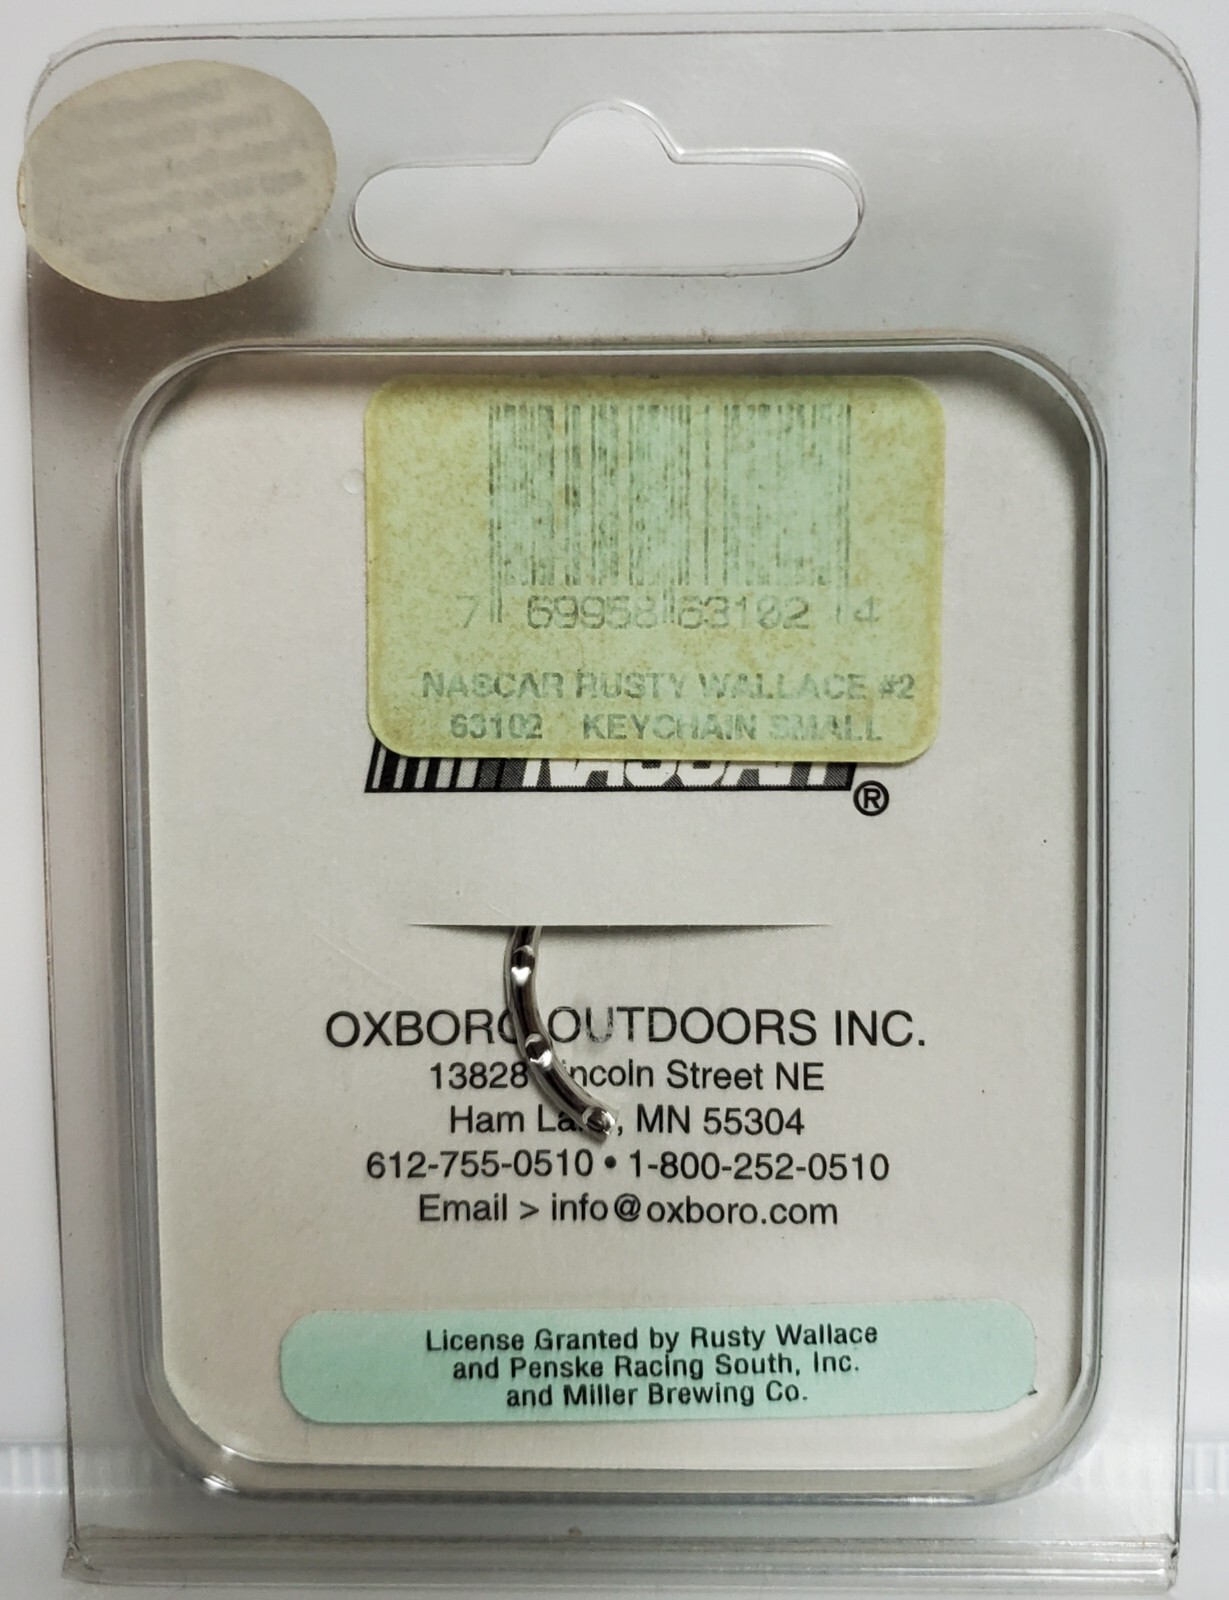 7 69958 63102 4
NASCAR RUSTY WALLACE #2
63102 KEYCHAIN SMALL
NASCAR ®
OXBORO OUTDOORS INC.
13828 Lincoln Street NE
Ham Lake, MN 55304
612-755-0510 • 1-800-252-0510
Email > info@oxboro.com
License Granted by Rusty Wallace
and Penske Racing South, Inc.
and Miller Brewing Co.